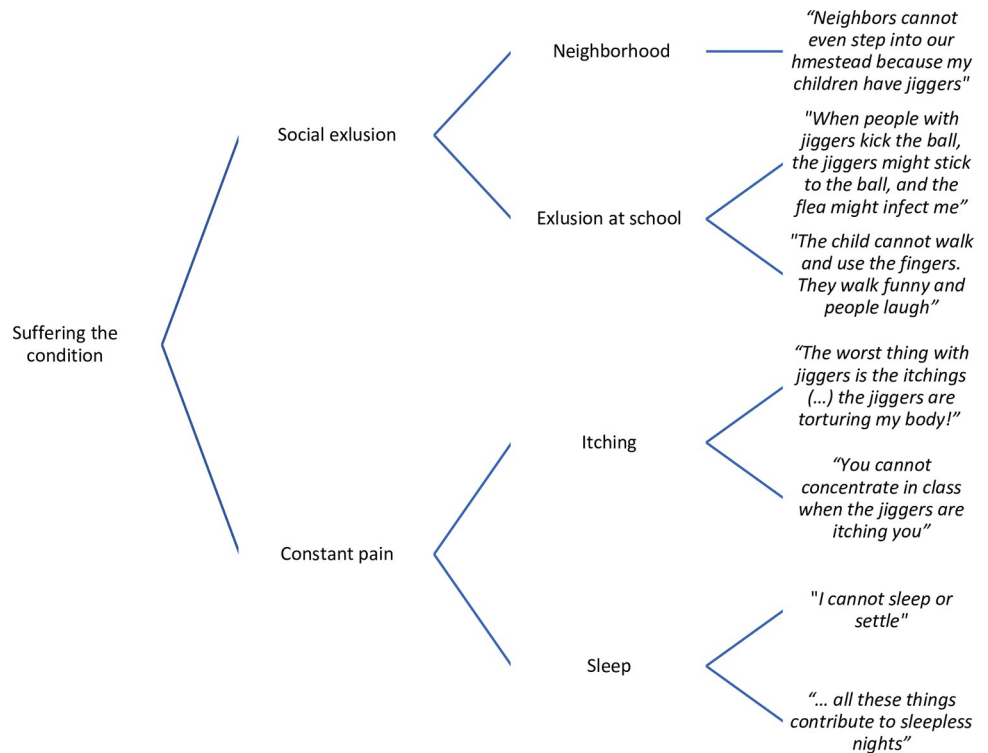 Suffering the
condition
Social exlusion
Constant pain
Neighborhood
Exlusion at school
Itching
Sleep
“Neighbors cannot
even step into our
hmestead because my
children have jiggers"
"When people with
jiggers kick the ball,
the jiggers might stick
to the ball, and the
flea might infect me”
"The child cannot walk
and use the fingers.
They walk funny and
people laugh”
“The worst thing with
jiggers is the itchings
(…) the jiggers are
torturing my body!”
“You cannot
concentrate in class
when the jiggers are
itching you”
"I cannot sleep or
settle"
“… all these things
contribute to sleepless
nights”